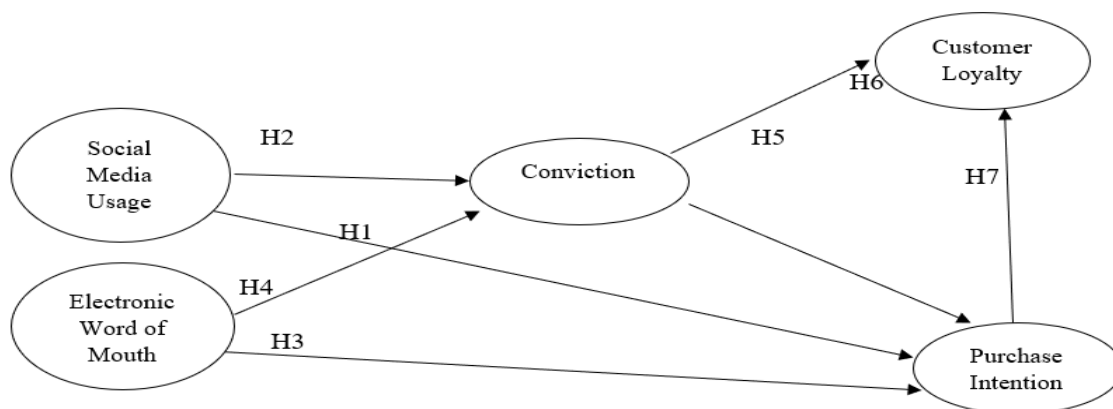 Customer
Loyalty
H6
H2
H5
Social
Media
Usage
Conviction
H7
H1
H4
Electronic
Word of
Mouth
H3
Purchase
Intention